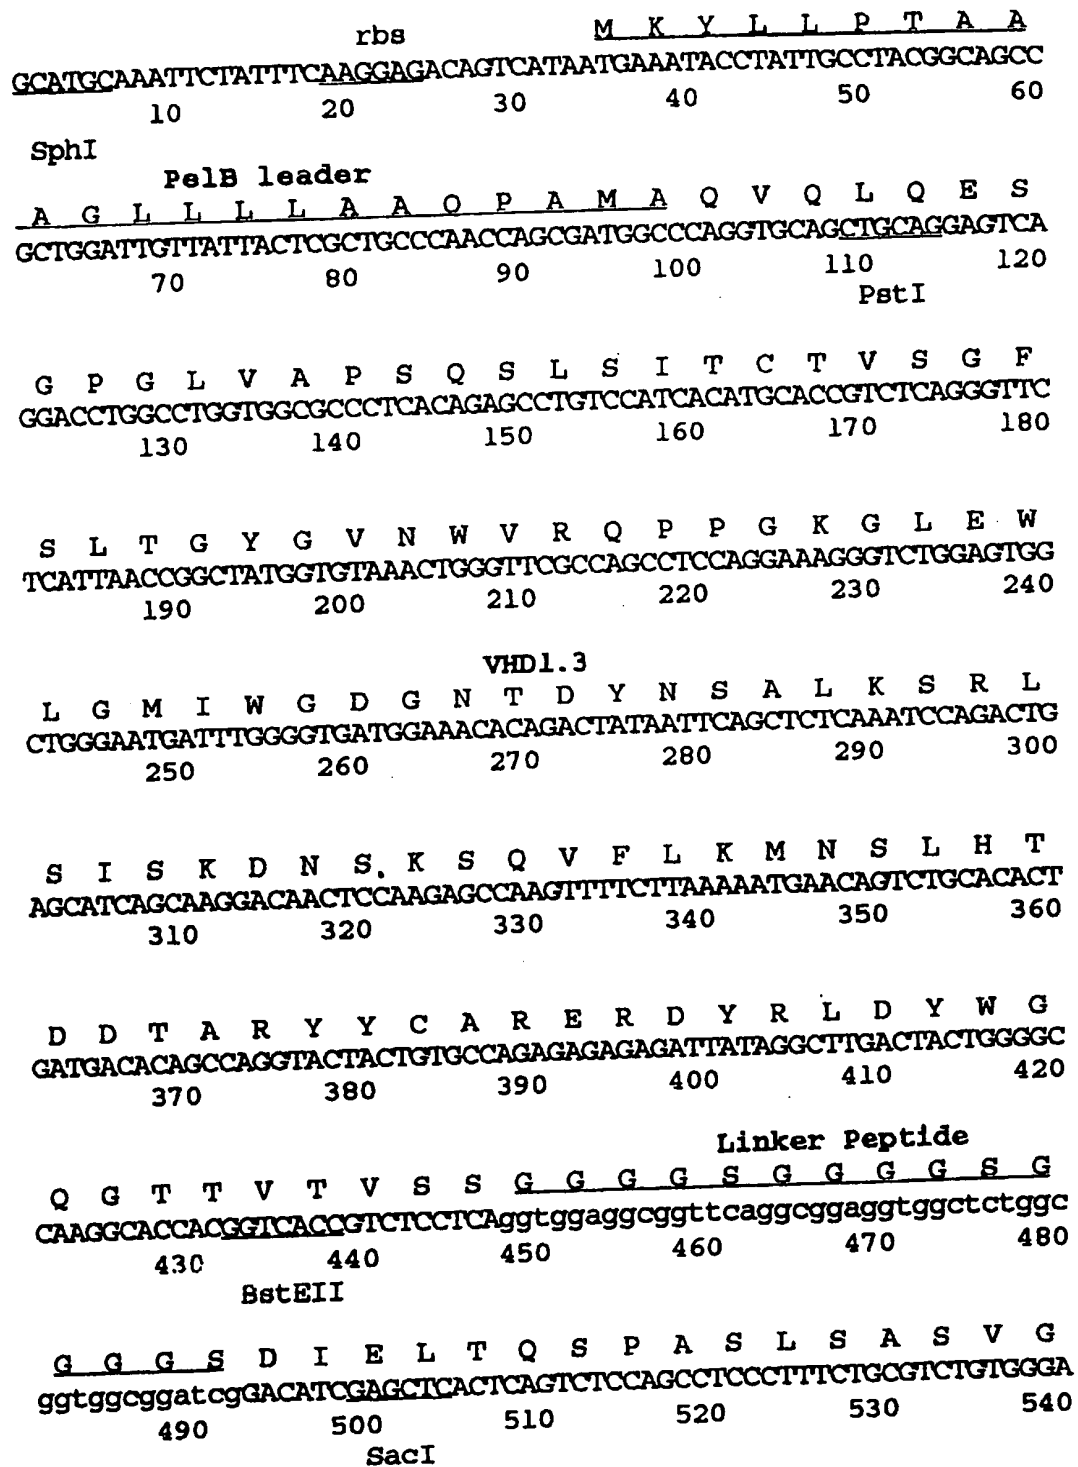 rbs M K Y L L P T A A
GCATGCAAATTCTATTTCAAGGAGACAGTCATAATGAAATACCTATTGCCTACGGCAGCC
10 20 30 40 50 60
SphI
PelB leader
A G L L L L A A Q P A M A Q V Q L Q E S
GCTGGATTGTTATTACTCGCTGCCCAACCAGCGATGGCCCAGGTGCAGCTGCAGGAGTCA
70 80 90 100 110 120
PstI
G P G L V A P S Q S L S I T C T V S G F
GGACCTGGCCTGGTGGCGCCCTCACAGAGCCTGTCCATCACATGCACCGTCTCAGGGTTC
130 140 150 160 170 180
S L T G Y G V N W V R Q P P G K G L E W
TCATTAACCGGCTATGGTGTAAACTGGGTTCGCCAGCCTCCAGGAAAGGGTCTGGAGTGG
190 200 210 220 230 240
VHD1.3
L G M I W G D G N T D Y N S A L K S R L
CTGGGAATGATTTGGGGTGATGGAAACACAGACTATAATTCAGCTCTCAAATCCAGACTG
250 260 270 280 290 300
S I S K D N S K S Q V F L K M N S L H T
AGCATCAGCAAGGACAACTCCAAGAGCCAAGTTTTCTTAAAAATGAACAGTCTGCACACT
310 320 330 340 350 360
D D T A R Y Y C A R E R D Y R L D Y W G
GATGACACAGCCAGGTACTACTGTGCCAGAGAGAGAGATTATAGGCTTGACTACTGGGGC
370 380 390 400 410 420
Linker Peptide
Q G T T V T V S S G G G G S G G G G S G
CAAGGCACCACGGTCACCGTCTCCTCAggtggaggcggttcaggcggaggtggctctggc
430 440 450 460 470 480
BstEII
G G G S D I E L T Q S P A S L S A S V G
ggtggcggatcgGACATCGAGCTCACTCAGTCTCCAGCCTCCCTTTCTGCGTCTGTGGGA
490 500 510 520 530 540
SacI